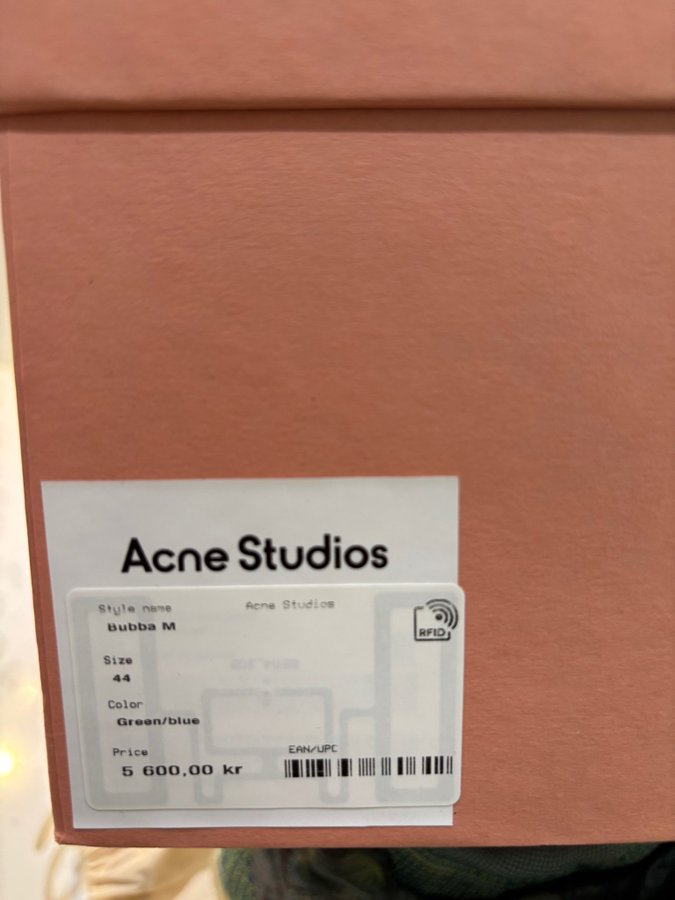 Acne Studios
Style name
Acne Studios
Bubba M
RFID
Size
44
Color
Green/blue
Price
EAN/UPC
5 600,00 kr